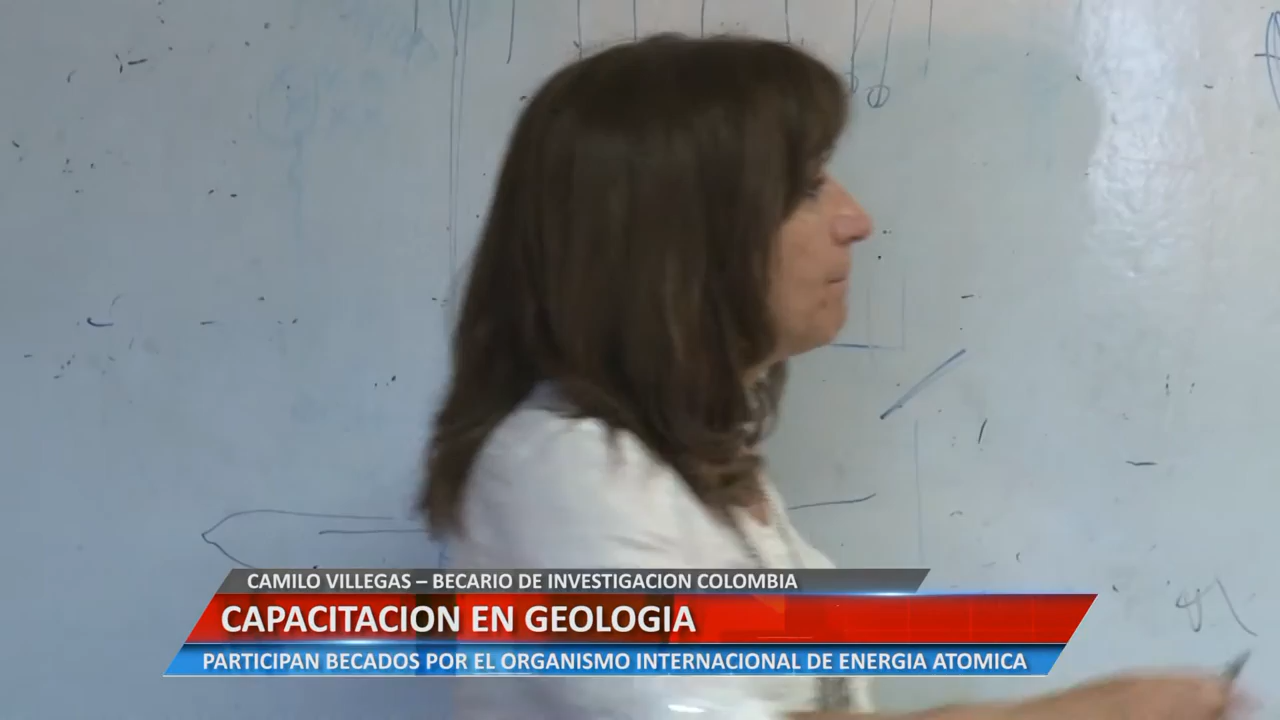 CAMILO VILLEGAS – BECARIO DE INVESTIGACION COLOMBIA
CAPACITACION EN GEOLOGIA
PARTICIPAN BECADOS POR EL ORGANISMO INTERNACIONAL DE ENERGIA ATOMICA